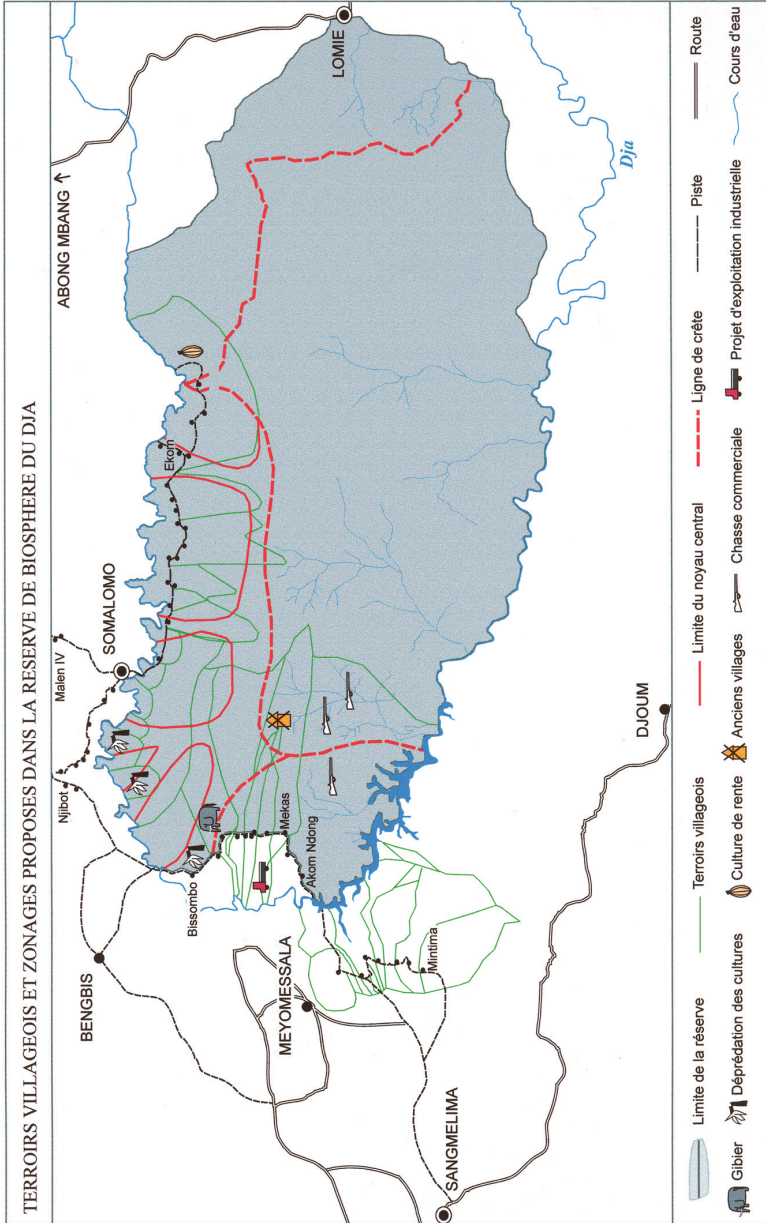 TERROIRS VILLAGEOIS ET ZONAGES PROPOSES DANS LA RESERVE DE BIOSPHERE DU DJA
ABONG MBANG
LOMIE
Dja
Ekom
SOMALOMO
Malen IV
Njibot
Mekas
Akom Ndong
Bissombo
Mintima
DJOUM
BENGBIS
MEYOMESSALA
SANGMELIMA
Limite de la réserve
Terroirs villageois
Limite du noyau central
Ligne de crête
Piste
Route
Gibier
Déprédation des cultures
Culture de rente
Anciens villages
Chasse commerciale
Projet d'exploitation industrielle
Cours d'eau